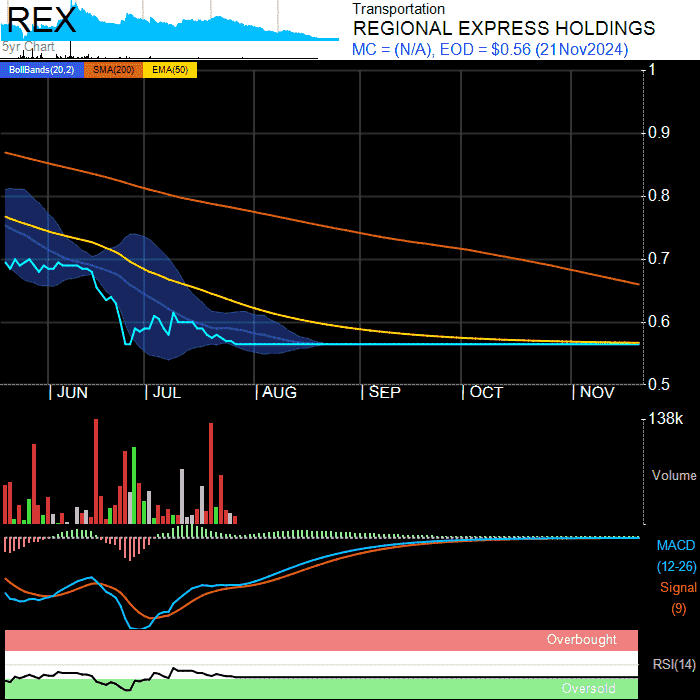 REX
5yr Chart
Transportation
REGIONAL EXPRESS HOLDINGS
MC = (N/A), EOD = $0.56 (21Nov2024)
BollBands(20,2) SMA(200) EMA(50)
1
0.9
0.8
0.7
0.6
0.5
JUN JUL AUG SEP OCT NOV
138k
Volume
MACD
(12-26)
Signal
(9)
Overbought
RSI(14)
Oversold